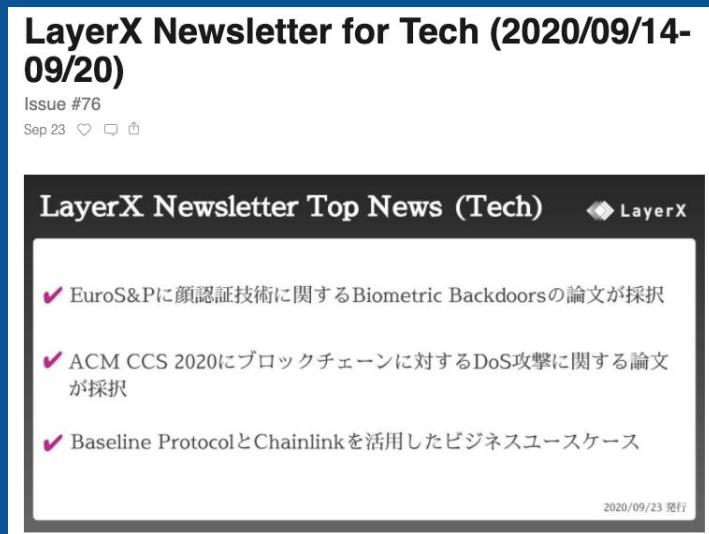 LayerX Newsletter for Tech (2020/09/14-
09/20)
Issue #76
Sep 23
LayerX Newsletter Top News (Tech)
LayerX
✔ EuroS&Pに顔認証技術に関するBiometric Backdoorsの論文が採択
✔ ACM CCS 2020にブロックチェーンに対するDoS攻撃に関する論文
が採択
✔ Baseline ProtocolとChainlinkを活用したビジネスユースケース
2020/09/23 発行